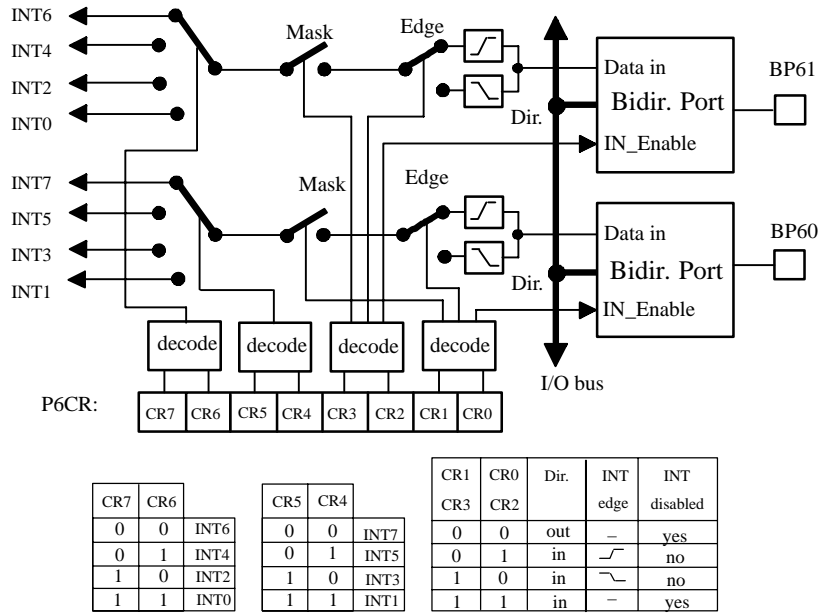 INT6
INT4
INT2
INT0
Mask
Edge
Dir.
Data in
Bidir. Port
IN_Enable
BP61
INT7
INT5
INT3
INT1
Mask
Edge
Dir.
Data in
Bidir. Port
IN_Enable
BP60
decode decode decode decode
I/O bus
P6CR: CR7 CR6 CR5 CR4 CR3 CR2 CR1 CR0
CR7 CR6
0 0 INT6
0 1 INT4
1 0 INT2
1 1 INT0
CR5 CR4
0 0 INT7
0 1 INT5
1 0 INT3
1 1 INT1
CR1 CR0 Dir. INT INT
CR3 CR2 edge disabled
0 0 out – yes
0 1 in no
1 0 in no
1 1 in – yes